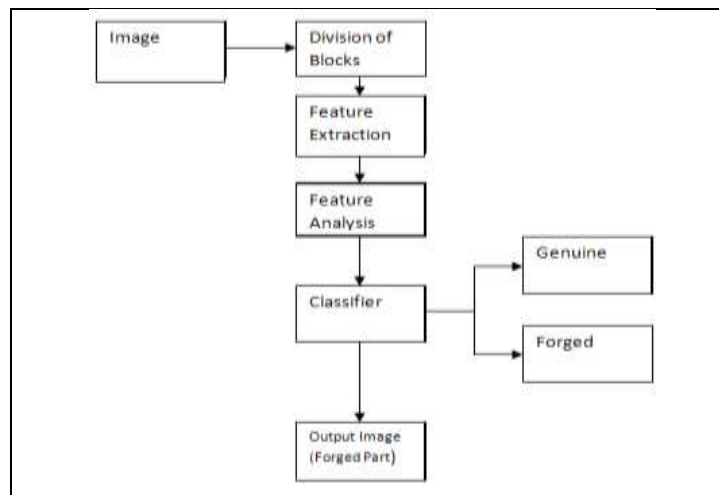 Image
Division of
Blocks
Feature
Extraction
Feature
Analysis
Classifier
Genuine
Forged
Output Image
(Forged Part)